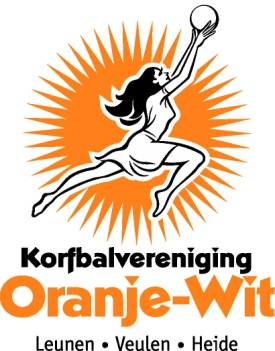 Korfbalvereniging
Oranje-Wit
Leunen • Veulen • Heide